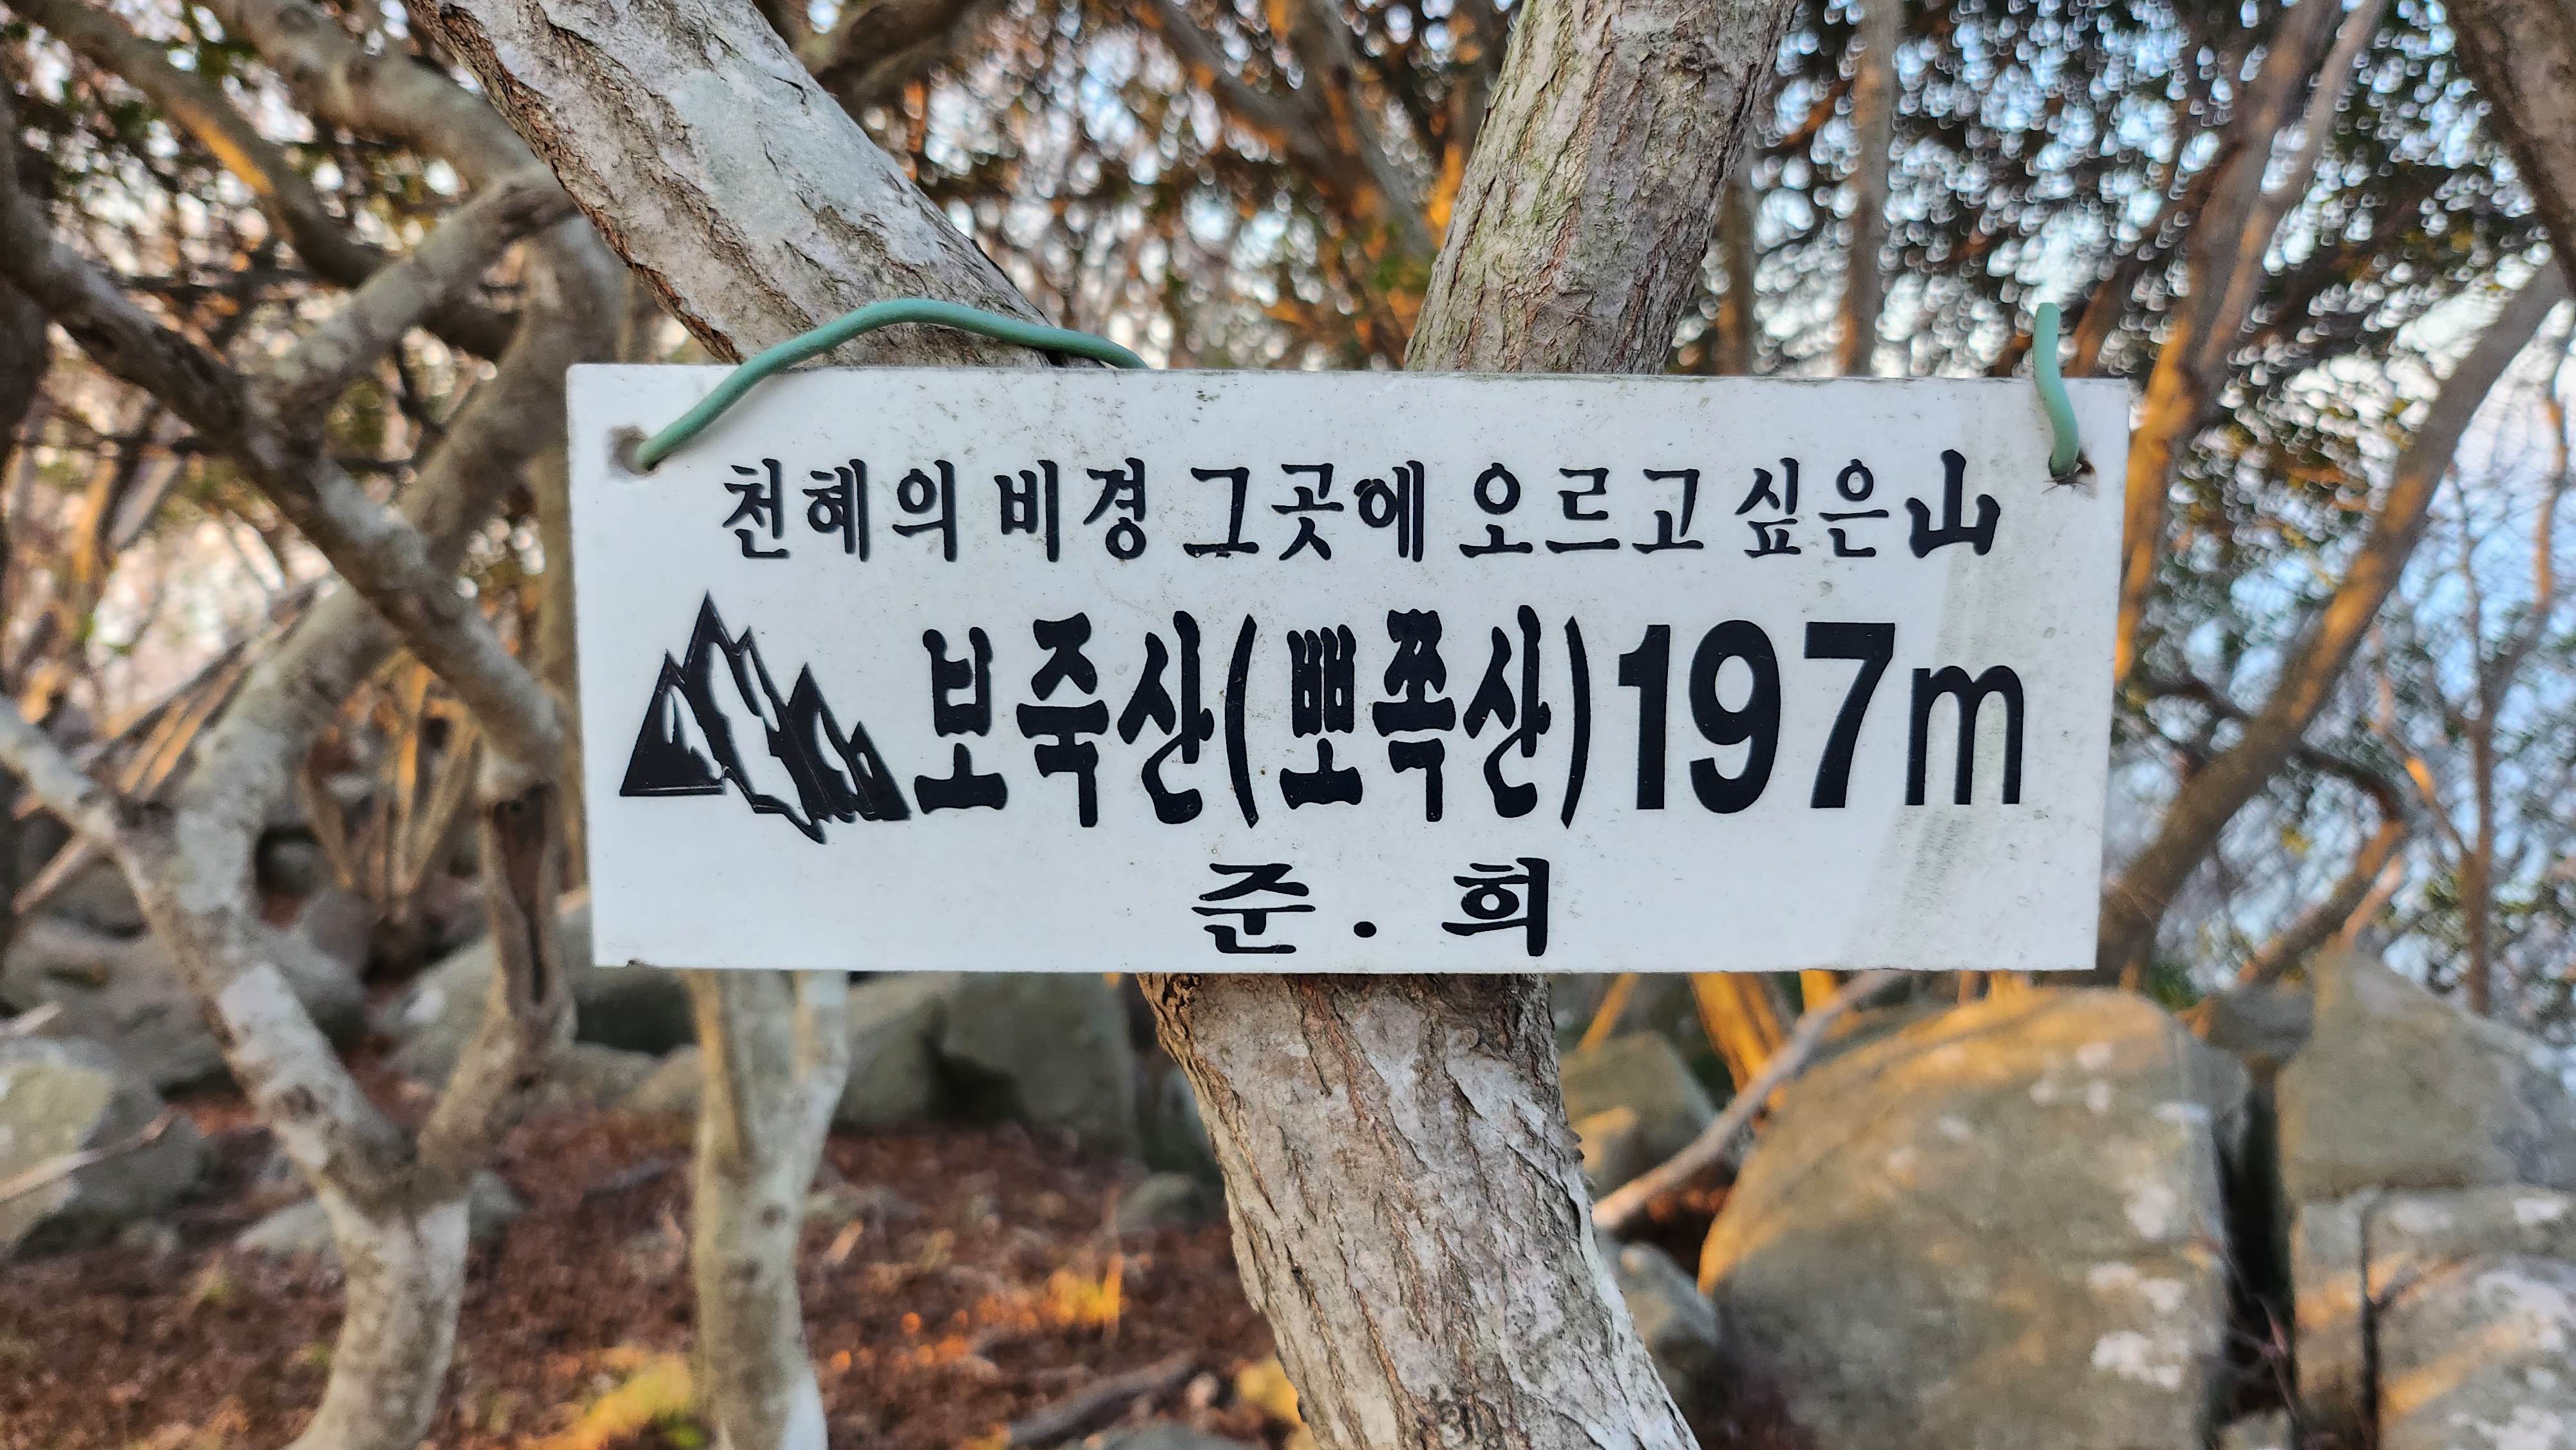 천혜의 비경 그곳에 오르고 싶은山
보죽산(뽀쪽산)197m
준 . 희